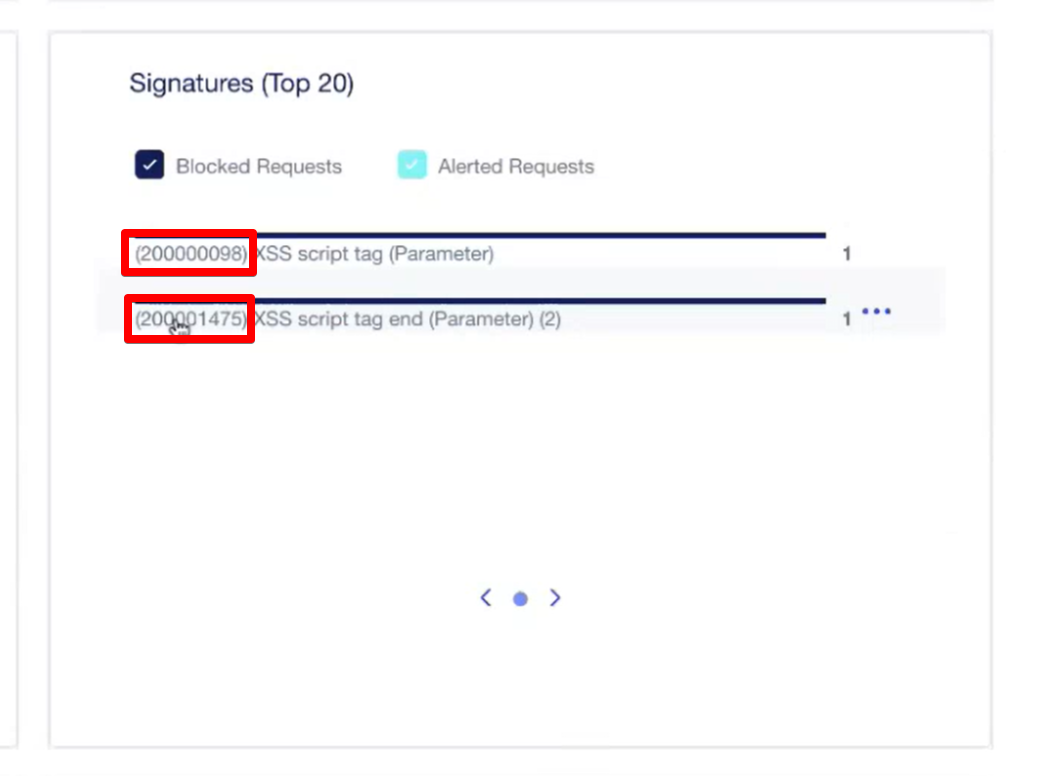 Signatures (Top 20)
Blocked Requests Alerted Requests
(200000098) XSS script tag (Parameter) 1
(200001475) XSS script tag end (Parameter) (2) 1